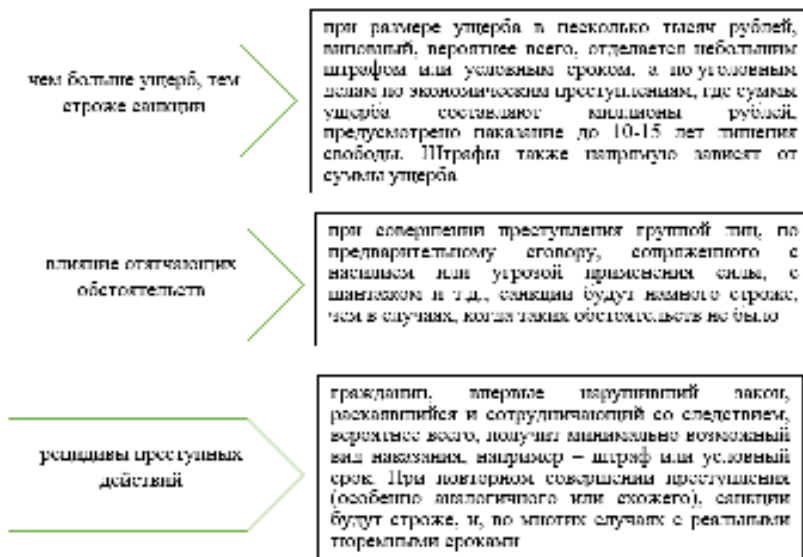 чем больше ущерб, тем
строже санкции
при размере ущерба в несколько тысяч рублей,
виновный, вероятнее всего, отделается небольшим
штрафом или условным сроком, а по уголовным
делам по экономическим преступлениям, где суммы
ущерба составляют миллионы рублей,
предусмотрено наказание до 10-15 лет лишения
свободы. Штрафы также напрямую зависят от
суммы ущерба
влияние отягчающих
обстоятельств
при совершении преступления группой лиц, по
предварительному сговору, сопряженного с
насилием или угрозой применения силы, с
шантажом и т.д., санкции будут намного строже,
чем в случаях, когда таких обстоятельств не было
рецидивы преступных
действий
гражданин, впервые нарушивший закон,
раскаявшийся и сотрудничающий со следствием,
вероятнее всего, получит минимально возможный
вид наказания, например – штраф или условный
срок. При повторном совершении преступления
(особенно аналогичного или схожего), санкции
будут строже, и, во многих случаях с реальными
тюремными сроками